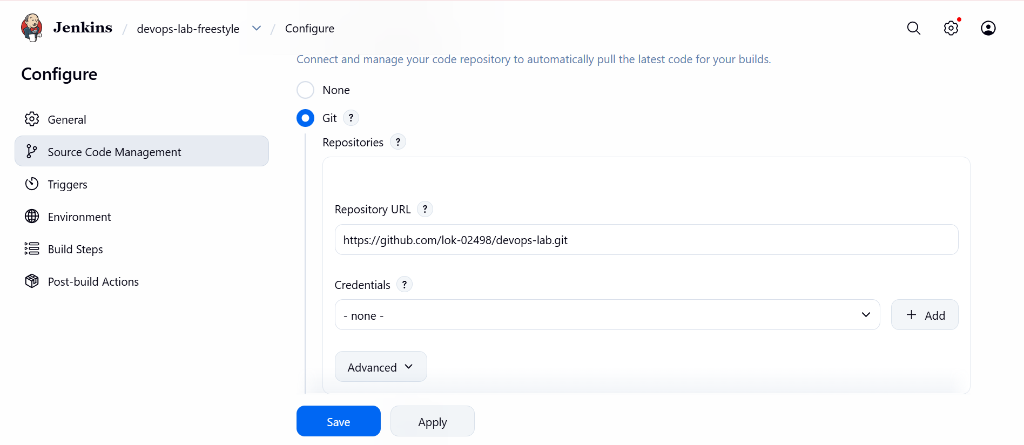 Jenkins / devops-lab-freestyle / Configure
Configure
General
Source Code Management
Triggers
Environment
Build Steps
Post-build Actions
Connect and manage your code repository to automatically pull the latest code for your builds.
None
Git ?
Repositories ?
Repository URL ?
https://github.com/lok-02498/devops-lab.git
Credentials ?
- none -
+ Add
Advanced
Save
Apply